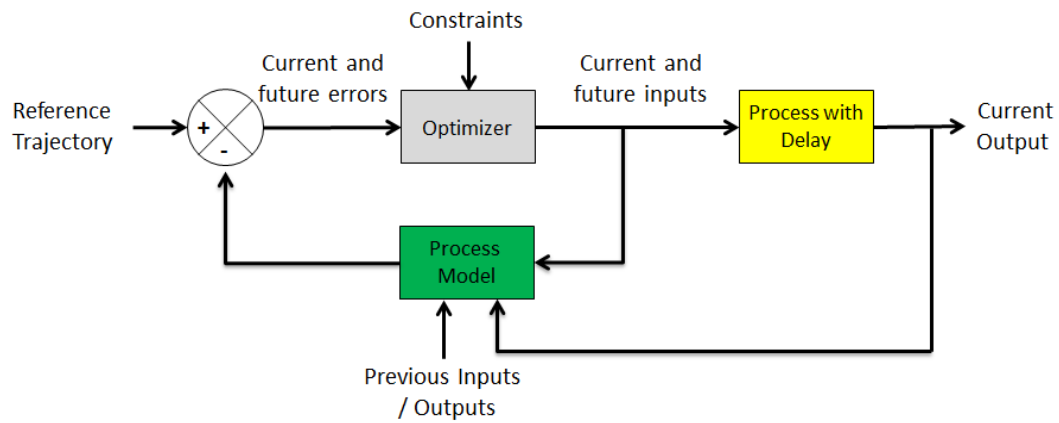 Constraints
Current and
future errors
Current and
future inputs
Reference
Trajectory
+
-
Optimizer
Process with
Delay
Current
Output
Process
Model
Previous Inputs
/ Outputs